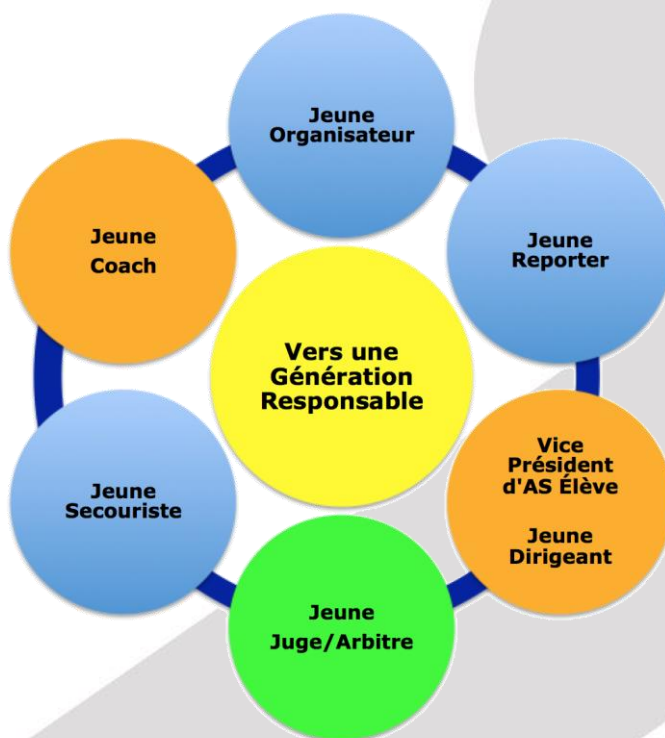 Jeune
Organisateur
Jeune
Coach
Jeune
Reporter
Vers une
Génération
Responsable
Vice
Président
d'AS Élève
Jeune
Dirigeant
Jeune
Secouriste
Jeune
Juge/Arbitre